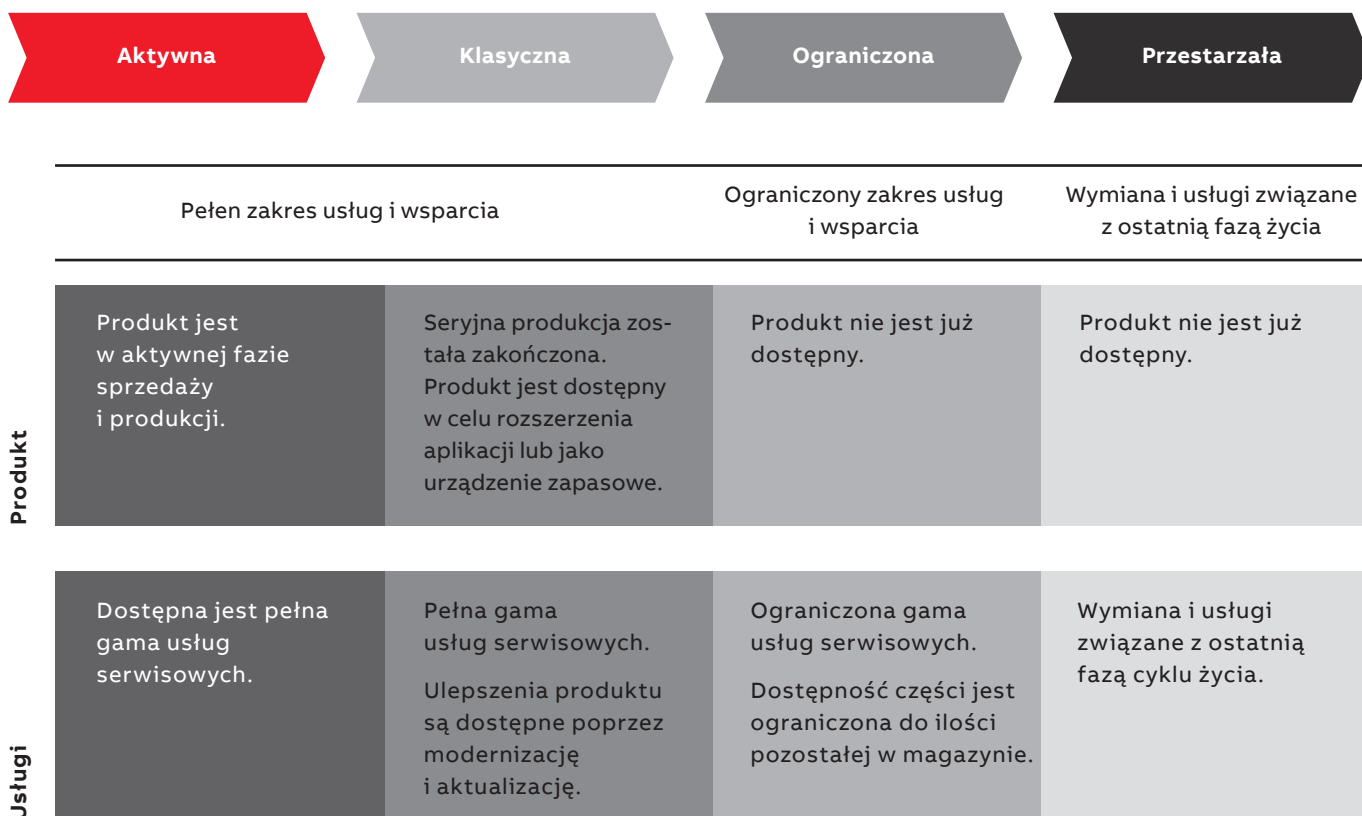 Aktywna
Klasyczna
Ograniczona
Przestarzała
Pełen zakres usług i wsparcia
Ograniczony zakres usług
i wsparcia
Wymiana i usługi związane
z ostatnią fazą życia
Produkt
Produkt jest
w aktywnej fazie
sprzedaży
i produkcji.
Seryjna produkcja zos-
tała zakończona.
Produkt jest dostępny
w celu rozszerzenia
aplikacji lub jako
urządzenie zapasowe.
Produkt nie jest już
dostępny.
Produkt nie jest już
dostępny.
Usługi
Dostępna jest pełna
gama usług
serwisowych.
Pełna gama
usług serwisowych.
Ulepszenia produktu
są dostępne poprzez
modernizację
i aktualizację.
Ograniczona gama
usług serwisowych.
Dostępność części jest
ograniczona do ilości
pozostałej w magazynie.
Wymiana i usługi
związane z ostatnią
fazą cyklu życia.